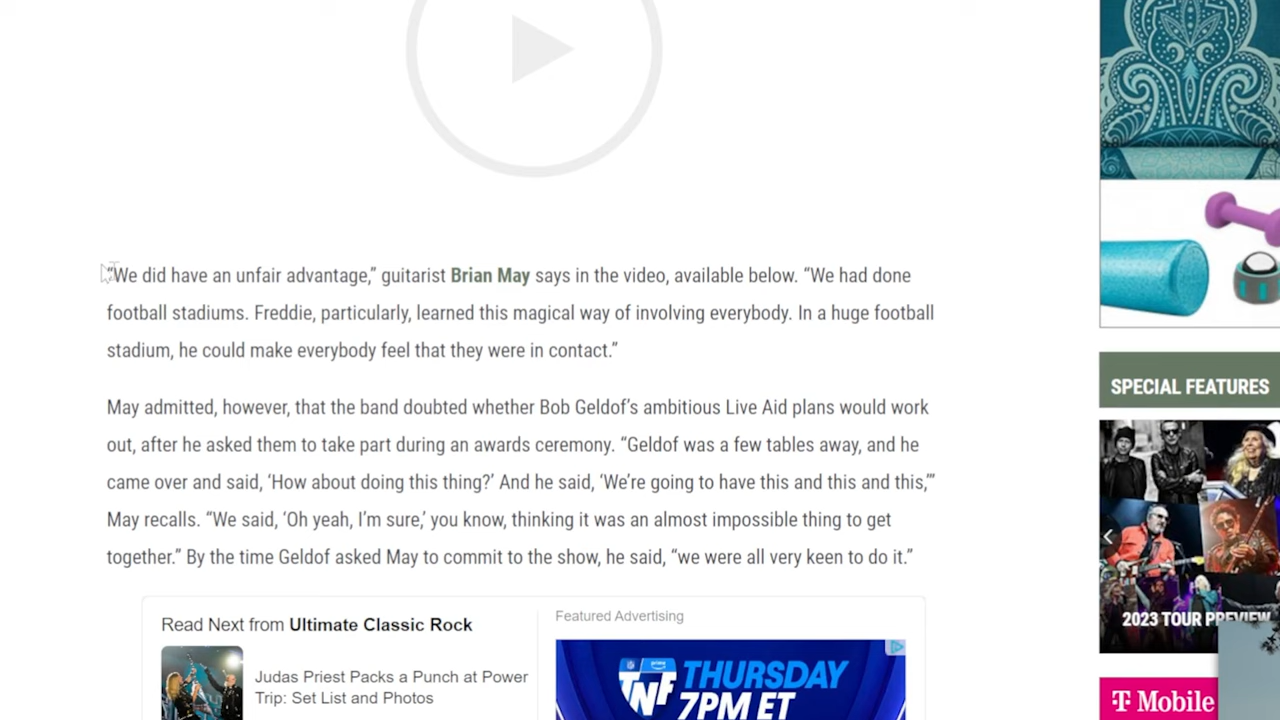 “We did have an unfair advantage,” guitarist Brian May says in the video, available below. “We had done
football stadiums. Freddie, particularly, learned this magical way of involving everybody. In a huge football
stadium, he could make everybody feel that they were in contact.”
May admitted, however, that the band doubted whether Bob Geldof’s ambitious Live Aid plans would work
out, after he asked them to take part during an awards ceremony. “Geldof was a few tables away, and he
came over and said, ‘How about doing this thing?’ And he said, ‘We’re going to have this and this and this,’”
May recalls. “We said, ‘Oh yeah, I’m sure,’ you know, thinking it was an almost impossible thing to get
together.” By the time Geldof asked May to commit to the show, he said, “we were all very keen to do it.”
Read Next from Ultimate Classic Rock
Judas Priest Packs a Punch at Power
Trip: Set List and Photos
Featured Advertising
NFL prime
TNF
THURSDAY
7PM ET
SPECIAL FEATURES
2023 TOUR PREVIEW
T Mobile